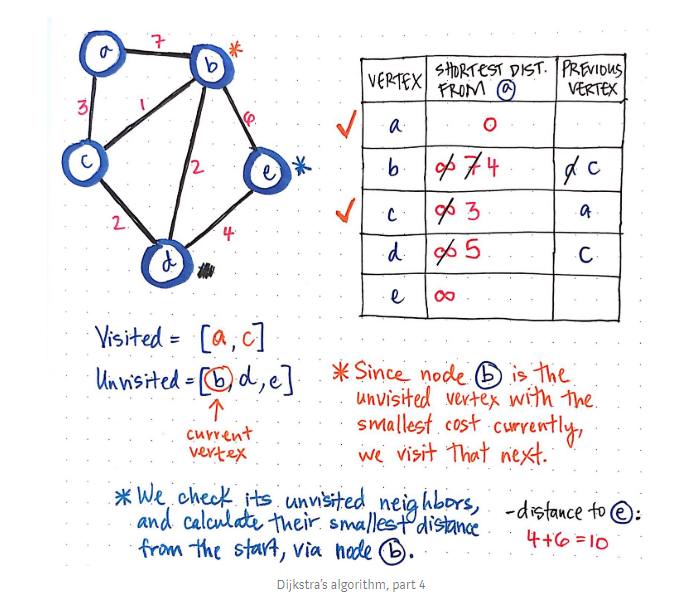 a
7
b
*
3
1
6
c
2
e
*
2
4
d
VERTEX SHORTEST DIST. FROM a PREVIOUS VERTEX
✓ a 0
b ∞ 7 4 a c
✓ c ∞ 3 a
d ∞ 5 c
e ∞
Visited = [a, c]
Unvisited = [b, d, e]
↑
current
vertex
* Since node b is the
unvisited vertex with the
smallest cost currently,
we visit that next.
* We check its unvisited neighbors,
and calculate their smallest distance
from the start, via node b.
- distance to e:
4+6=10
Dijkstra's algorithm, part 4